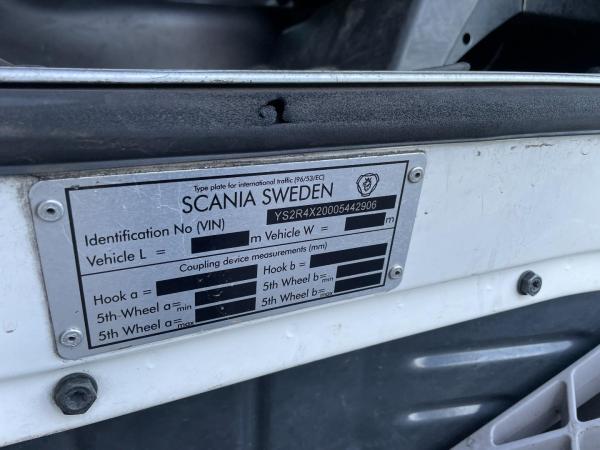 Type plate for international traffic (96/53/EC)
SCANIA SWEDEN
Identification No (VIN) YS2R4X20005442906
Vehicle L = m Vehicle W = m
Coupling device measurements (mm)
Hook a = Hook b =
5th Wheel a min = 5th Wheel b min =
5th Wheel a max = 5th Wheel b max =